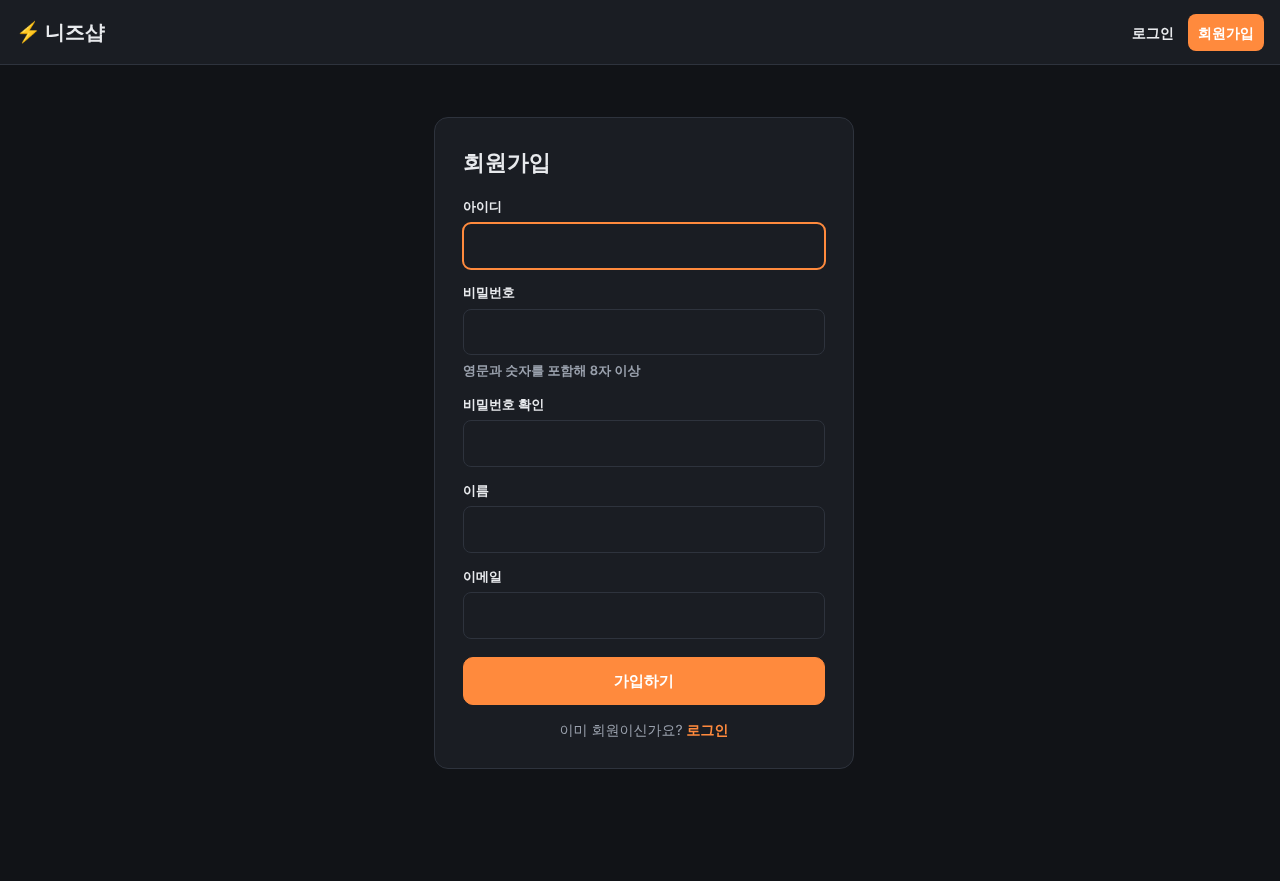 ⚡ 니즈샵
로그인 회원가입
회원가입
아이디
비밀번호
영문과 숫자를 포함해 8자 이상
비밀번호 확인
이름
이메일
가입하기
이미 회원이신가요? 로그인